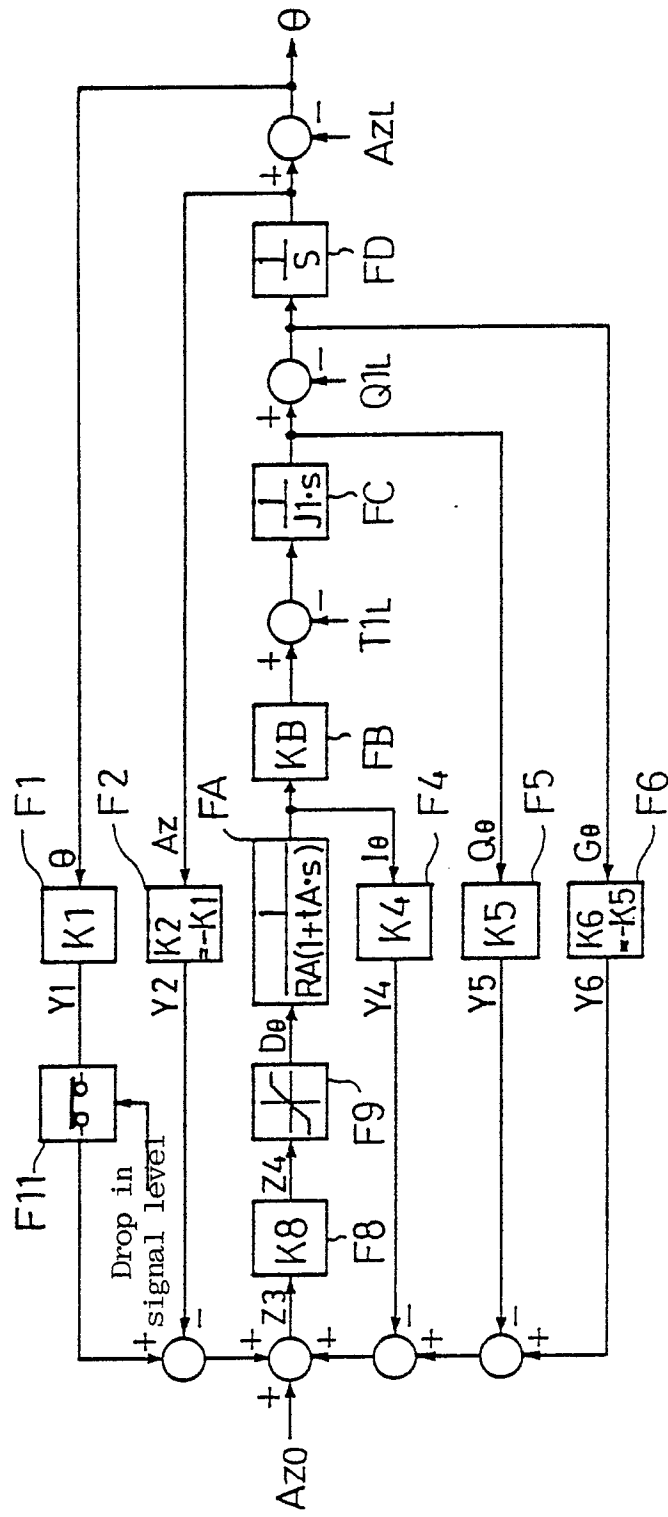 θ
AZL
+
−
FD
1
S
Q1L
+
−
FC
1
J1·s
T1L
+
−
FB
KB
F1
K1
θ
Y1
F11
Drop in
signal level
F2
K2
≈-K1
AZ
Y2
FA
1
RA(1+tA·s)
Dθ
F9
Z4
F8
K8
Z3
F4
K4
Iθ
Y4
F5
K5
Qθ
Y5
F6
K6
≈-K5
Gθ
Y6
+
−
+
+
+
−
+
−
+
AZ0